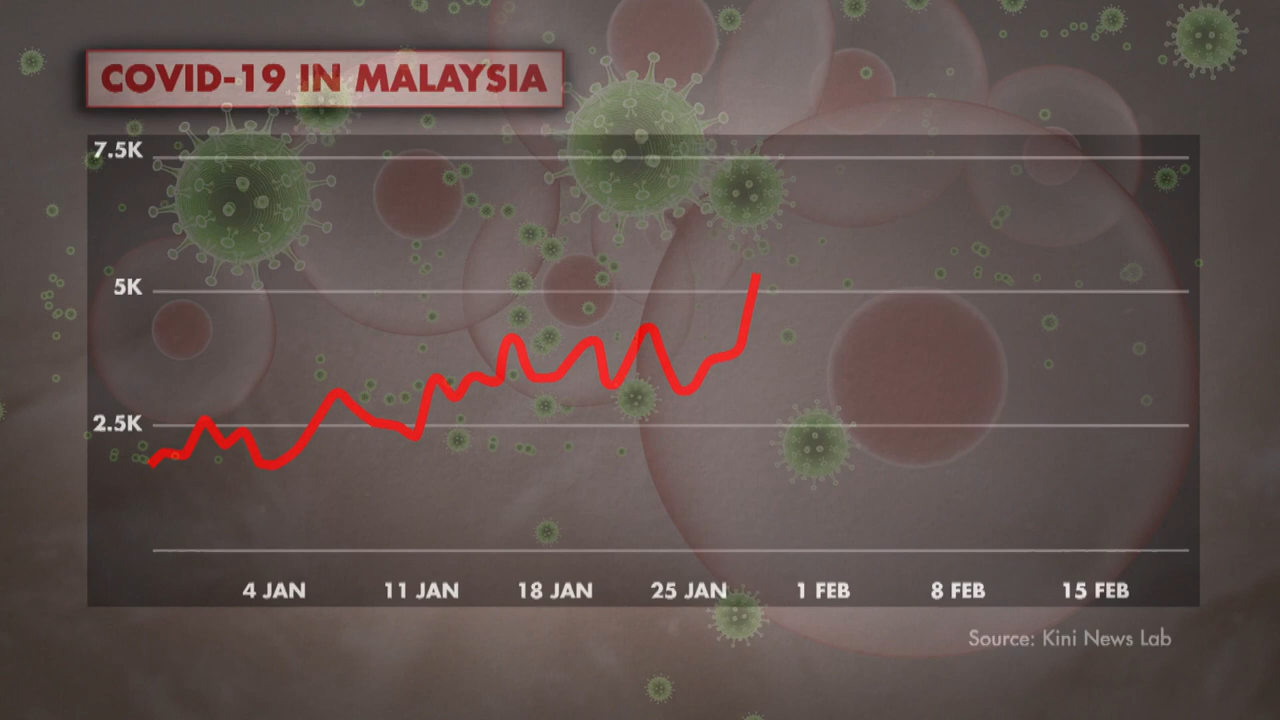 COVID-19 IN MALAYSIA
7.5K
5K
2.5K
4 JAN 11 JAN 18 JAN 25 JAN 1 FEB 8 FEB 15 FEB
Source: Kini News Lab